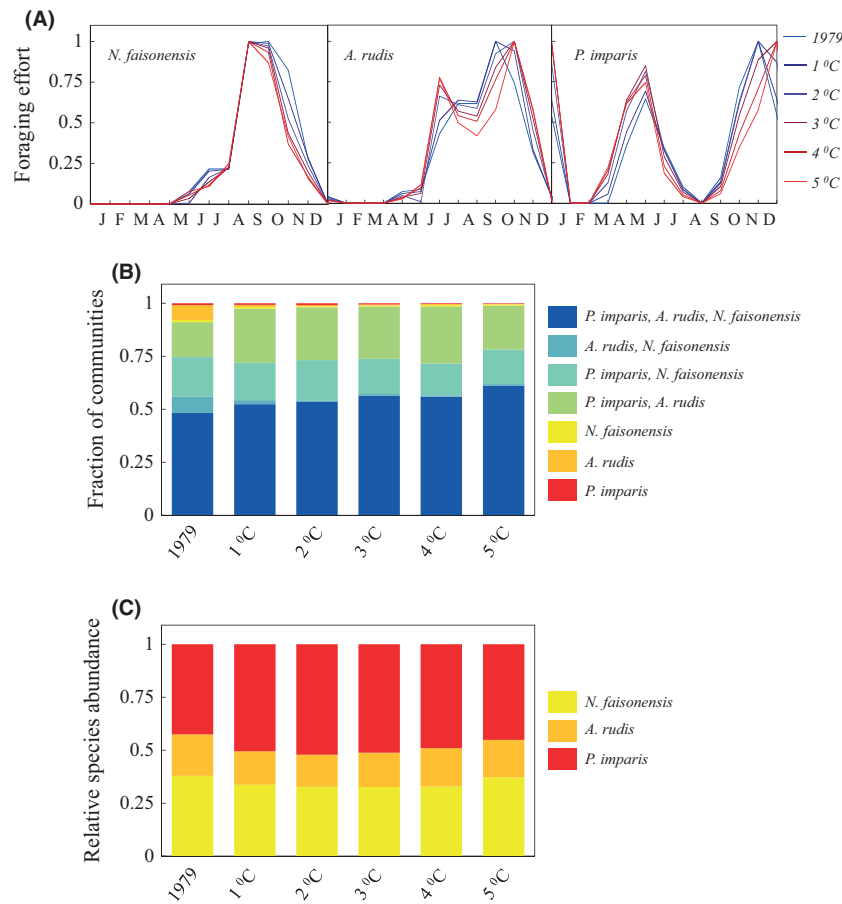 (A)
N. faisonensis
A. rudis
P. imparis
Foraging effort
1
0.75
0.5
0.25
0
J F M A M J J A S O N D
J F M A M J J A S O N D
J F M A M J J A S O N D
1979
1 ⁰C
2 ⁰C
3 ⁰C
4 ⁰C
5 ⁰C
(B)
Fraction of communities
1
0.75
0.5
0.25
0
1979
1 ⁰C
2 ⁰C
3 ⁰C
4 ⁰C
5 ⁰C
P. imparis, A. rudis, N. faisonensis
A. rudis, N. faisonensis
P. imparis, N. faisonensis
P. imparis, A. rudis
N. faisonensis
A. rudis
P. imparis
(C)
Relative species abundance
1
0.75
0.5
0.25
0
1979
1 ⁰C
2 ⁰C
3 ⁰C
4 ⁰C
5 ⁰C
N. faisonensis
A. rudis
P. imparis